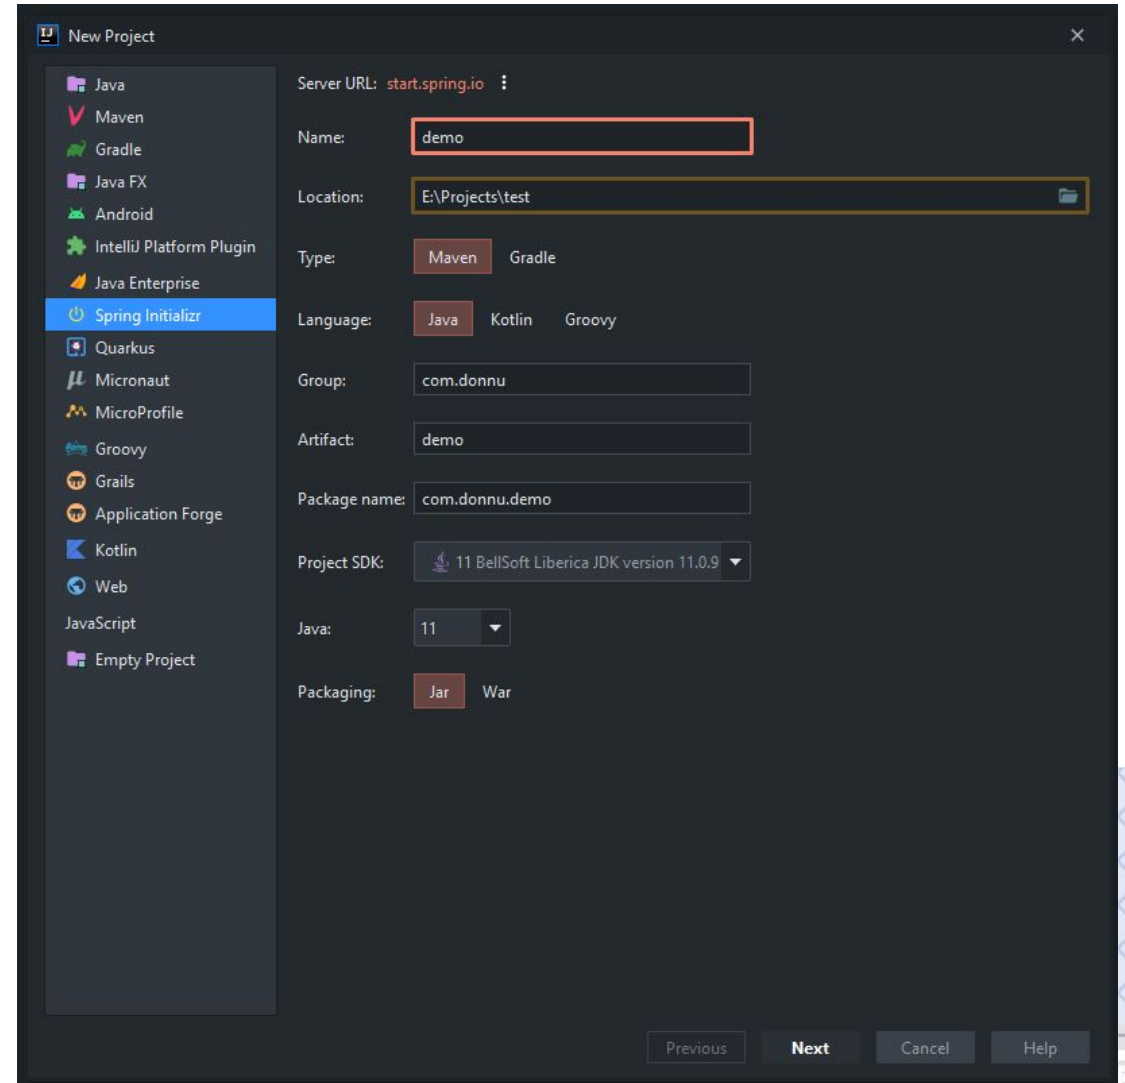 New Project
Java
Maven
Gradle
Java FX
Android
IntelliJ Platform Plugin
Java Enterprise
Spring Initializr
Quarkus
Micronaut
MicroProfile
Groovy
Grails
Application Forge
Kotlin
Web
JavaScript
Empty Project
Server URL: start.spring.io
Name: demo
Location: E:\Projects\test
Type: Maven Gradle
Language: Java Kotlin Groovy
Group: com.donnu
Artifact: demo
Package name: com.donnu.demo
Project SDK: 11 BellSoft Liberica JDK version 11.0.9
Java: 11
Packaging: Jar War
Previous Next Cancel Help